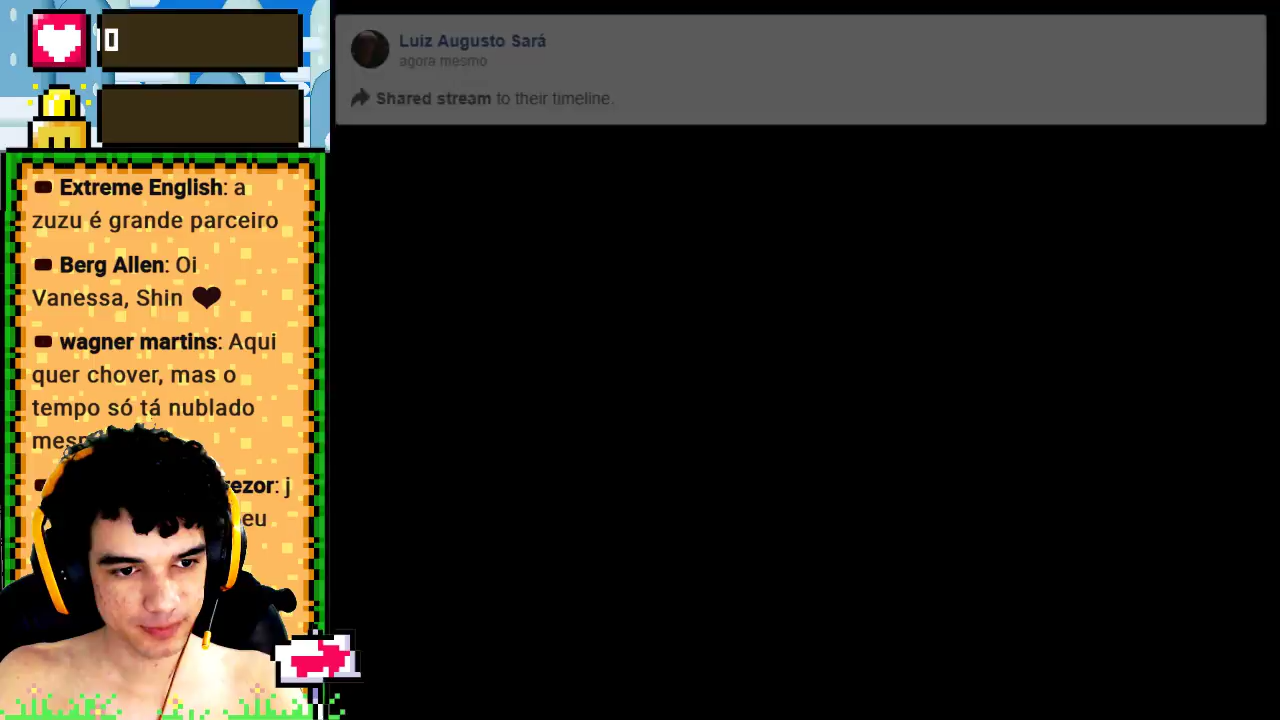 10
Extreme English: a
zuzu é grande parceiro
Berg Allen: Oi
Vanessa, Shin
wagner martins: Aqui
quer chover, mas o
tempo só tá nublado
j
eu
Luiz Augusto Sará
agora mesmo
Shared stream to their timeline.